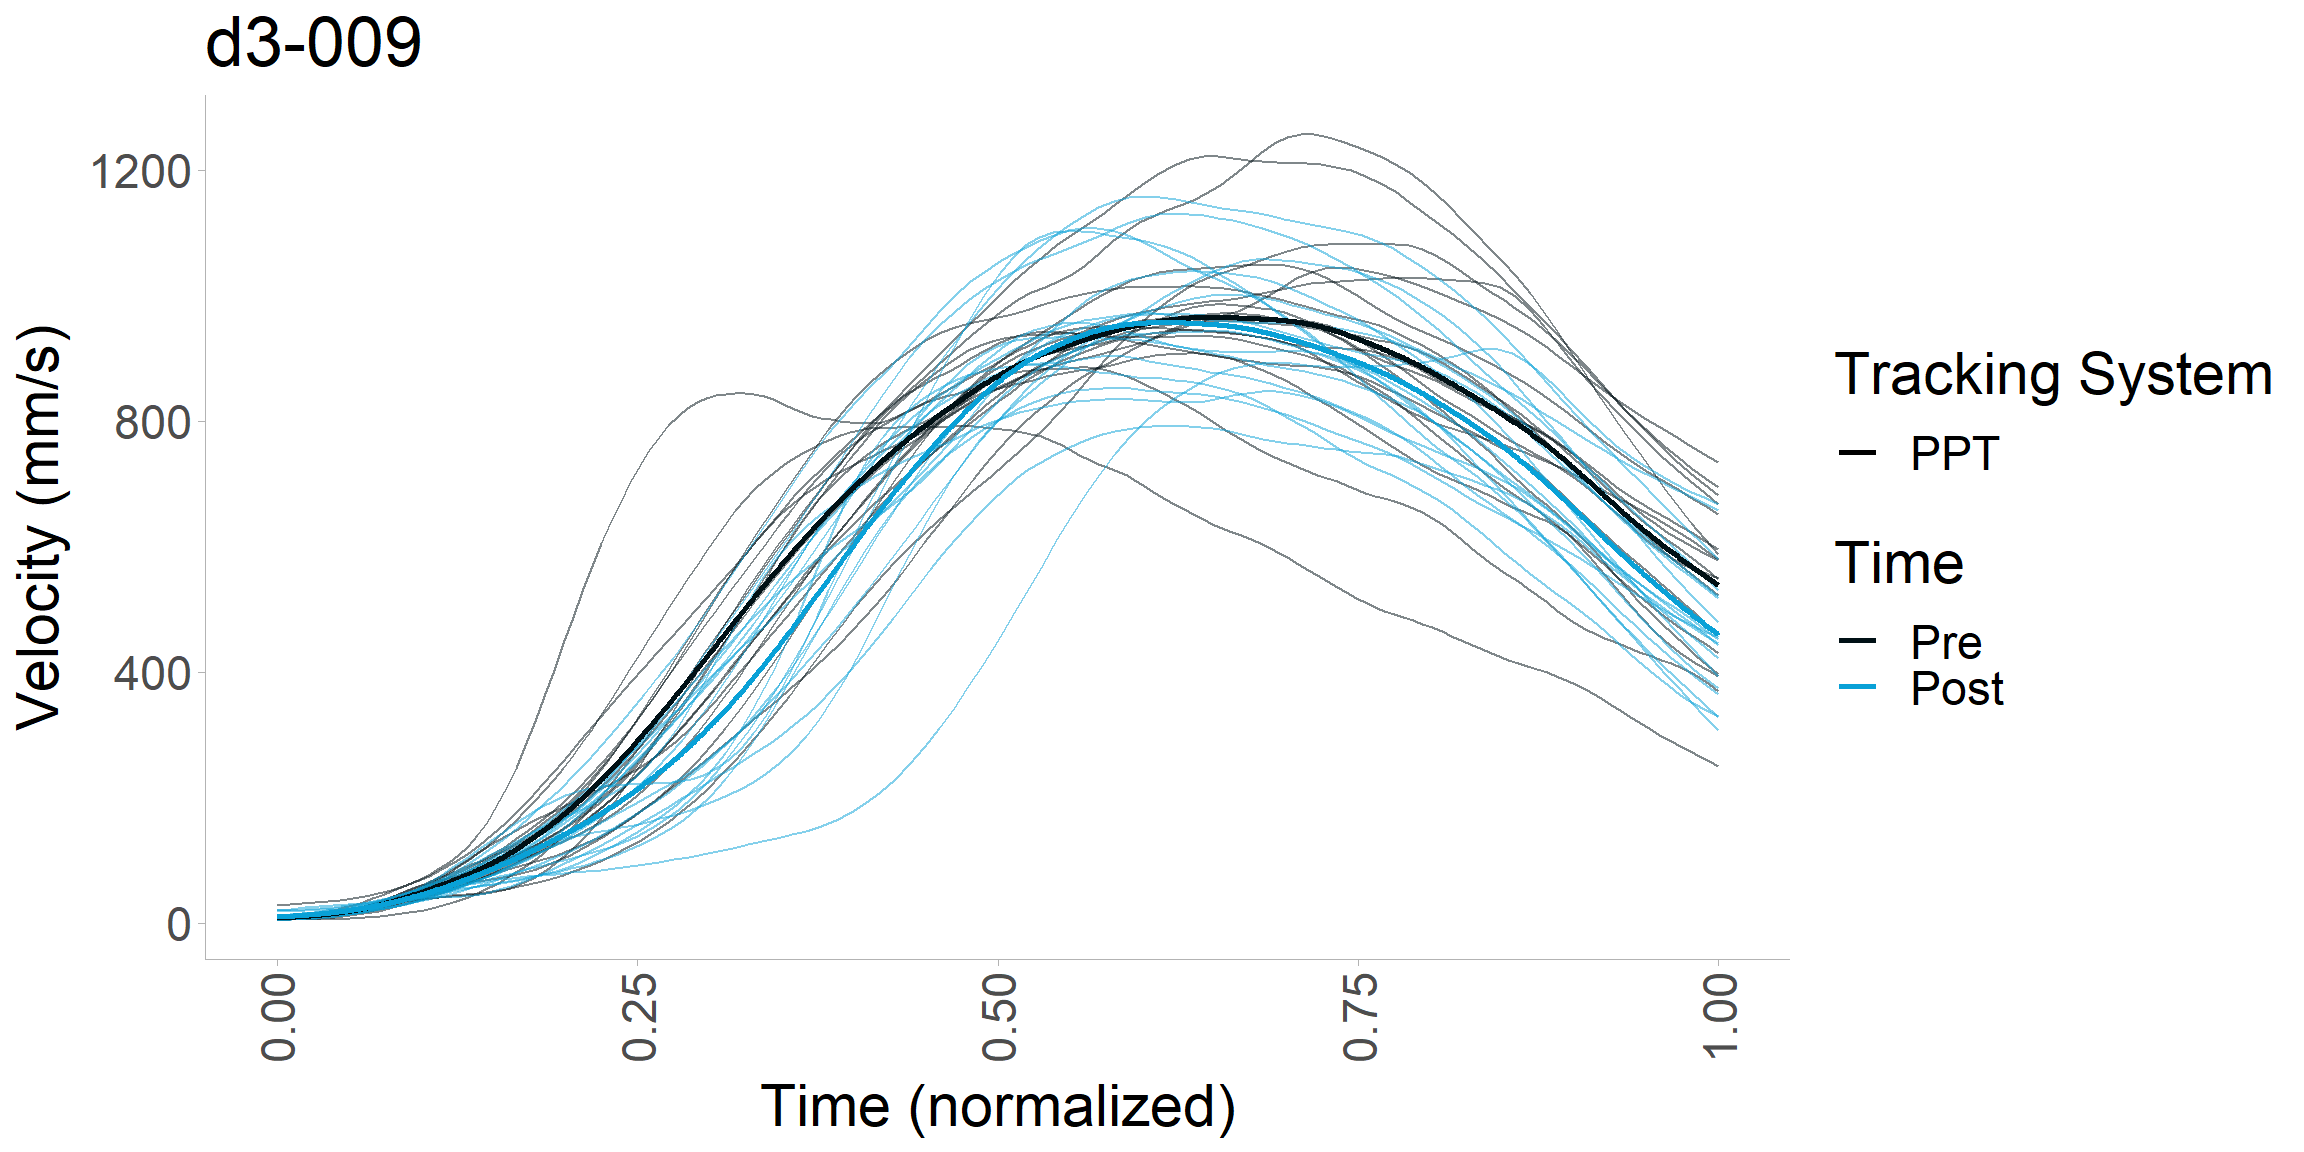 d3-009
Velocity (mm/s)
1200
800
400
0
0.00
0.25
0.50
0.75
1.00
Time (normalized)
Tracking System
PPT
Time
Pre
Post